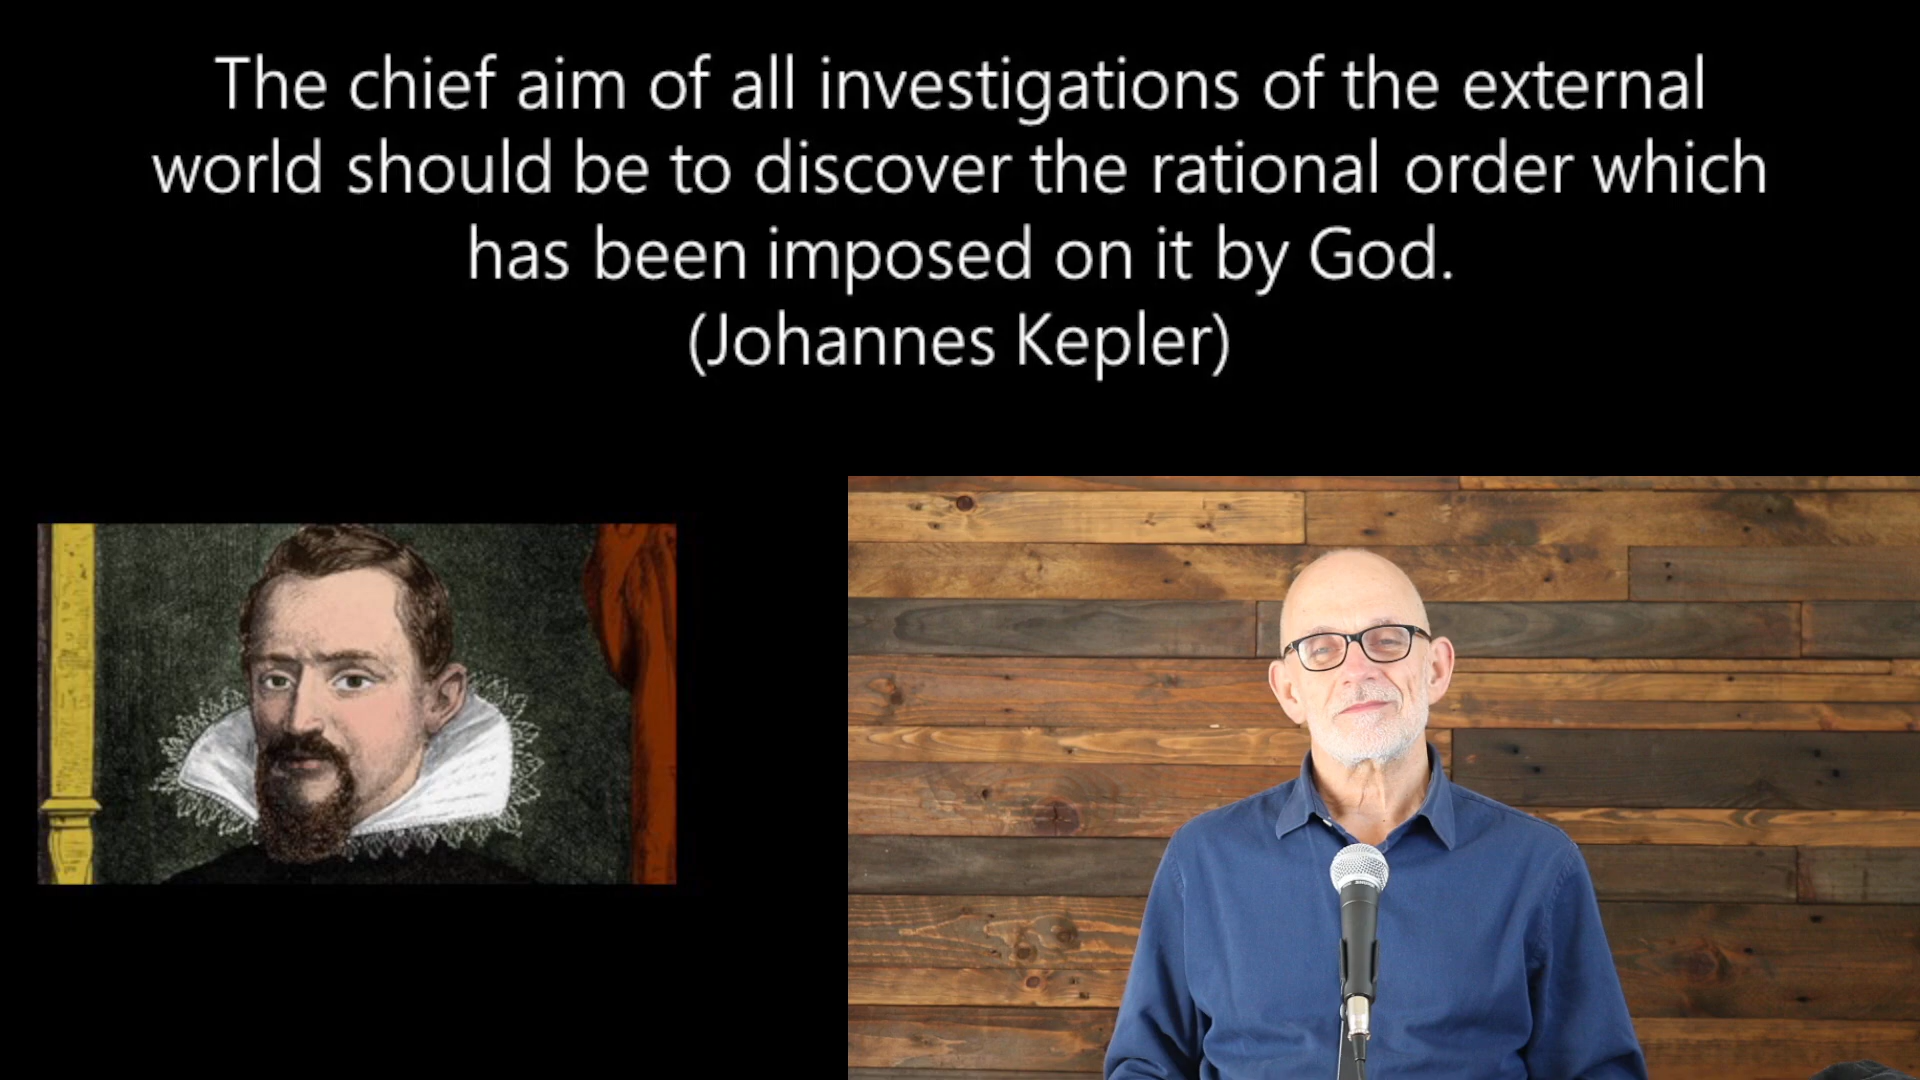 The chief aim of all investigations of the external
world should be to discover the rational order which
has been imposed on it by God.
(Johannes Kepler)